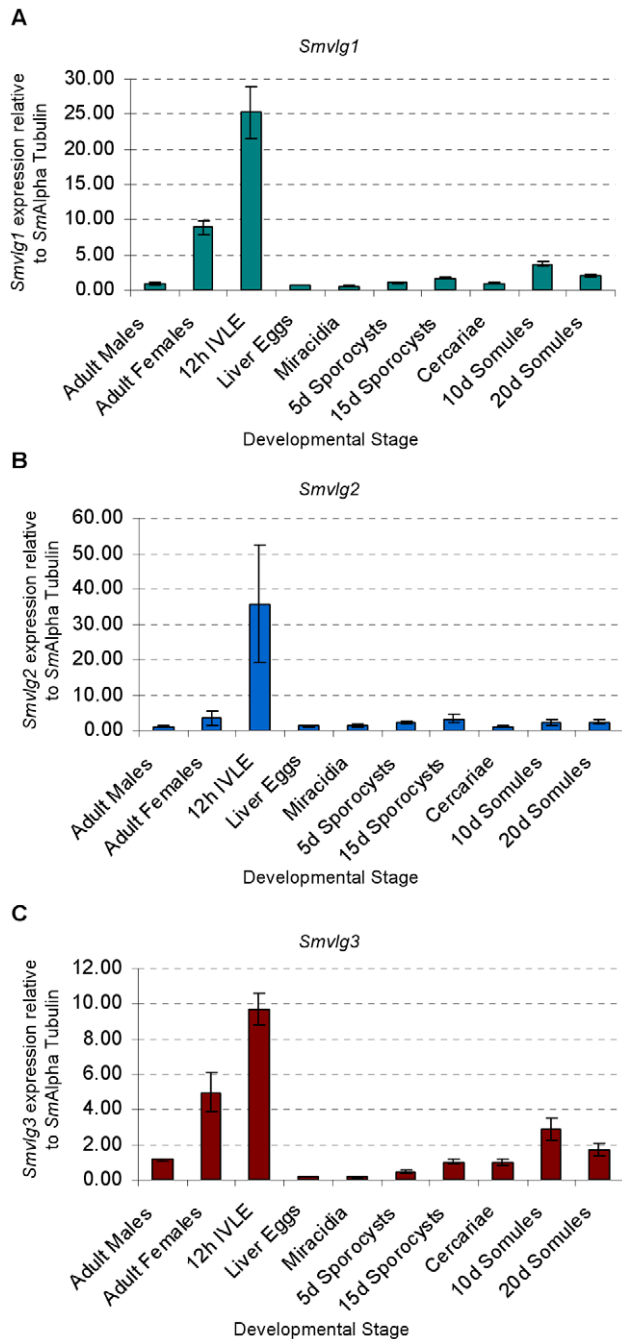 A
Smvlg1
Smvlg1 expression relative
to SmAlpha Tubulin
30.00
25.00
20.00
15.00
10.00
5.00
0.00
Adult Males
Adult Females
12h IVLE
Liver Eggs
Miracidia
5d Sporocysts
15d Sporocysts
Cercariae
10d Somules
20d Somules
Developmental Stage
B
Smvlg2
Smvlg2 expression relative
to SmAlpha Tubulin
60.00
50.00
40.00
30.00
20.00
10.00
0.00
Adult Males
Adult Females
12h IVLE
Liver Eggs
Miracidia
5d Sporocysts
15d Sporocysts
Cercariae
10d Somules
20d Somules
Developmental Stage
C
Smvlg3
Smvlg3 expression relative
to SmAlpha Tubulin
12.00
10.00
8.00
6.00
4.00
2.00
0.00
Adult Males
Adult Females
12h IVLE
Liver Eggs
Miracidia
5d Sporocysts
15d Sporocysts
Cercariae
10d Somules
20d Somules
Developmental Stage